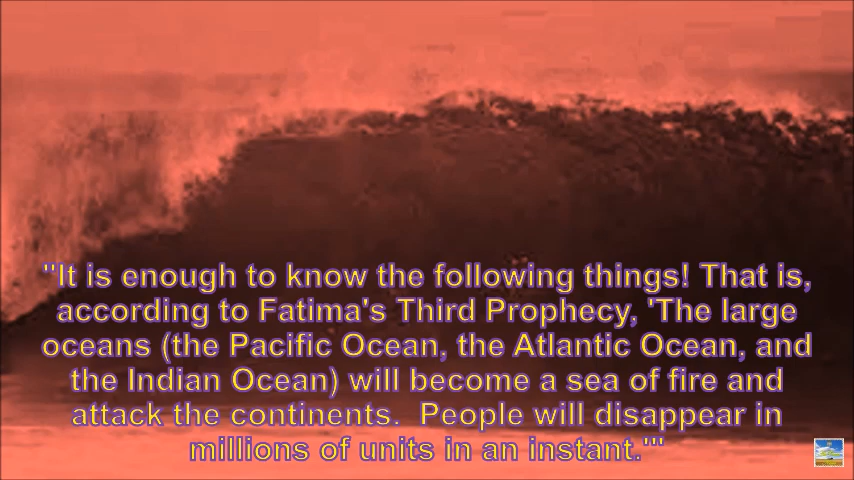 "It is enough to know the following things! That is,
according to Fatima's Third Prophecy, 'The large
oceans (the Pacific Ocean, the Atlantic Ocean, and
the Indian Ocean) will become a sea of fire and
attack the continents.  People will disappear in
millions of units in an instant.'"